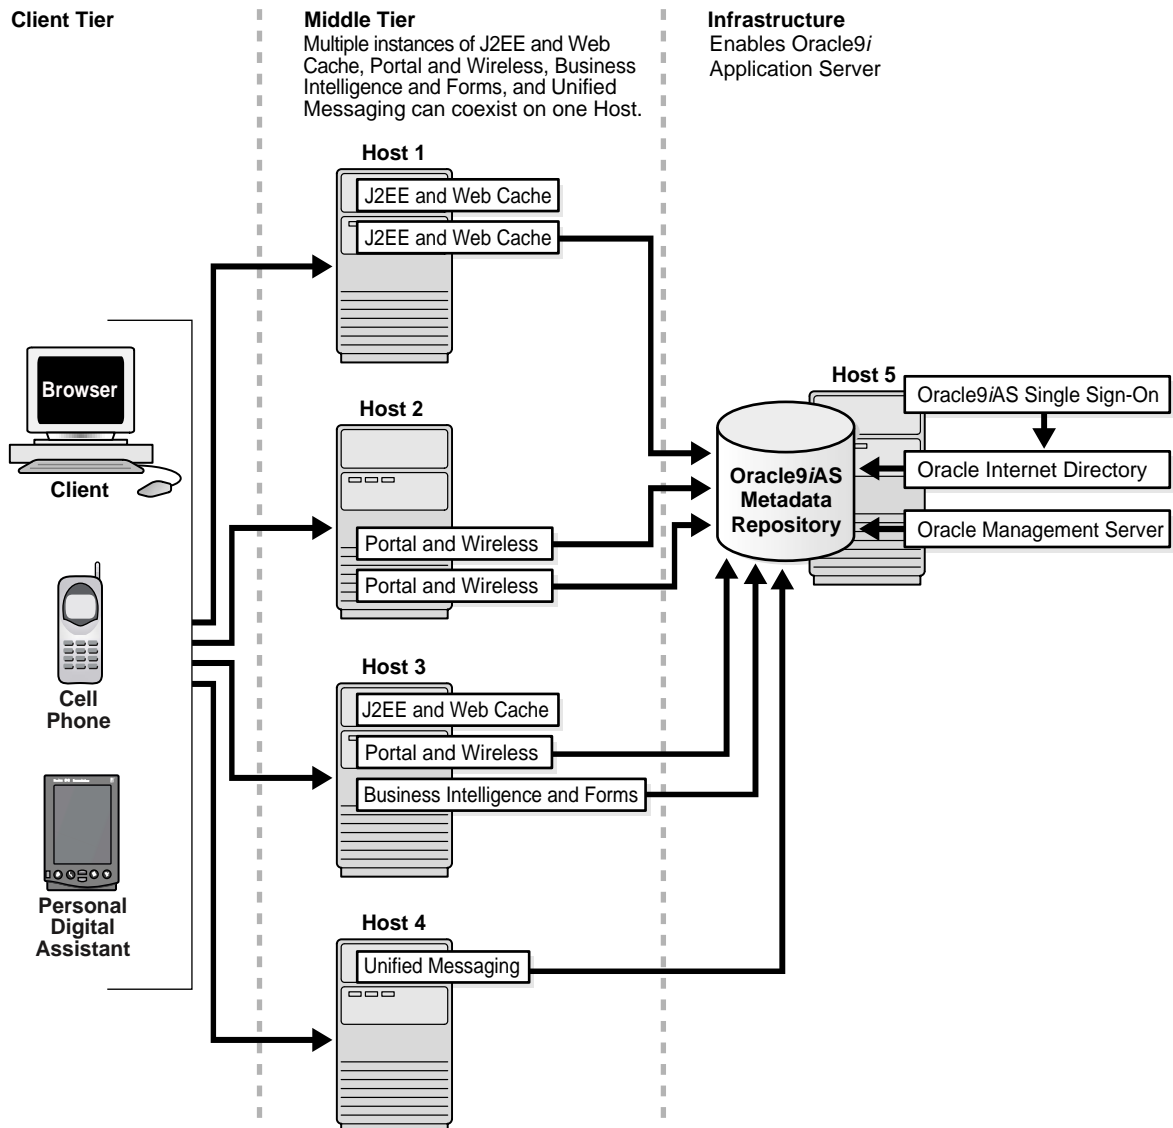 Client Tier
Middle Tier
Multiple instances of J2EE and Web
Cache, Portal and Wireless, Business
Intelligence and Forms, and Unified
Messaging can coexist on one Host.
Infrastructure
Enables Oracle9i
Application Server
Host 1
J2EE and Web Cache
J2EE and Web Cache
Browser
Client
Cell
Phone
Personal
Digital
Assistant
Host 2
Portal and Wireless
Portal and Wireless
Host 3
J2EE and Web Cache
Portal and Wireless
Business Intelligence and Forms
Host 4
Unified Messaging
Host 5
Oracle9iAS
Metadata
Repository
Oracle9iAS Single Sign-On
Oracle Internet Directory
Oracle Management Server